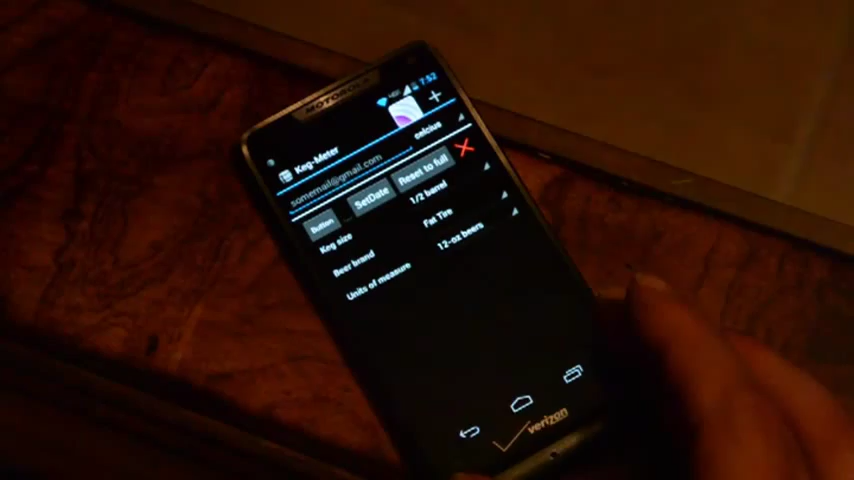 MOTOROLA
7:52
Keg-Meter
somemail@gmail.com celcius
Button SetDate Reset to full
Keg size 1/2 barrel
Beer brand Fat Tire
Units of measure 12-oz beers
verizon